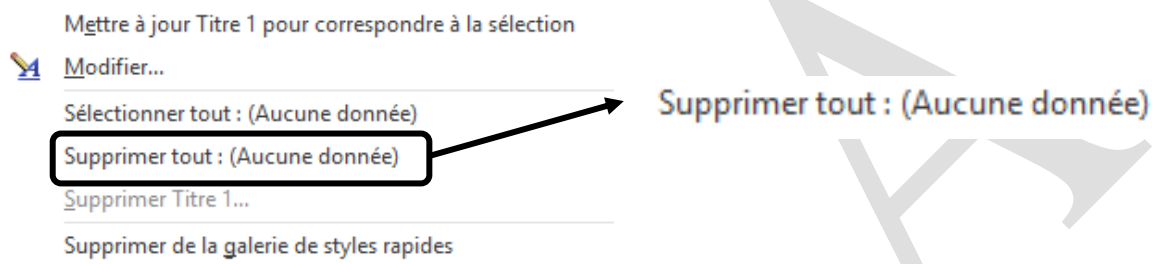 Mettre à jour Titre 1 pour correspondre à la sélection
Modifier...
Sélectionner tout : (Aucune donnée)
Supprimer tout : (Aucune donnée)
Supprimer Titre 1...
Supprimer de la galerie de styles rapides
Supprimer tout : (Aucune donnée)